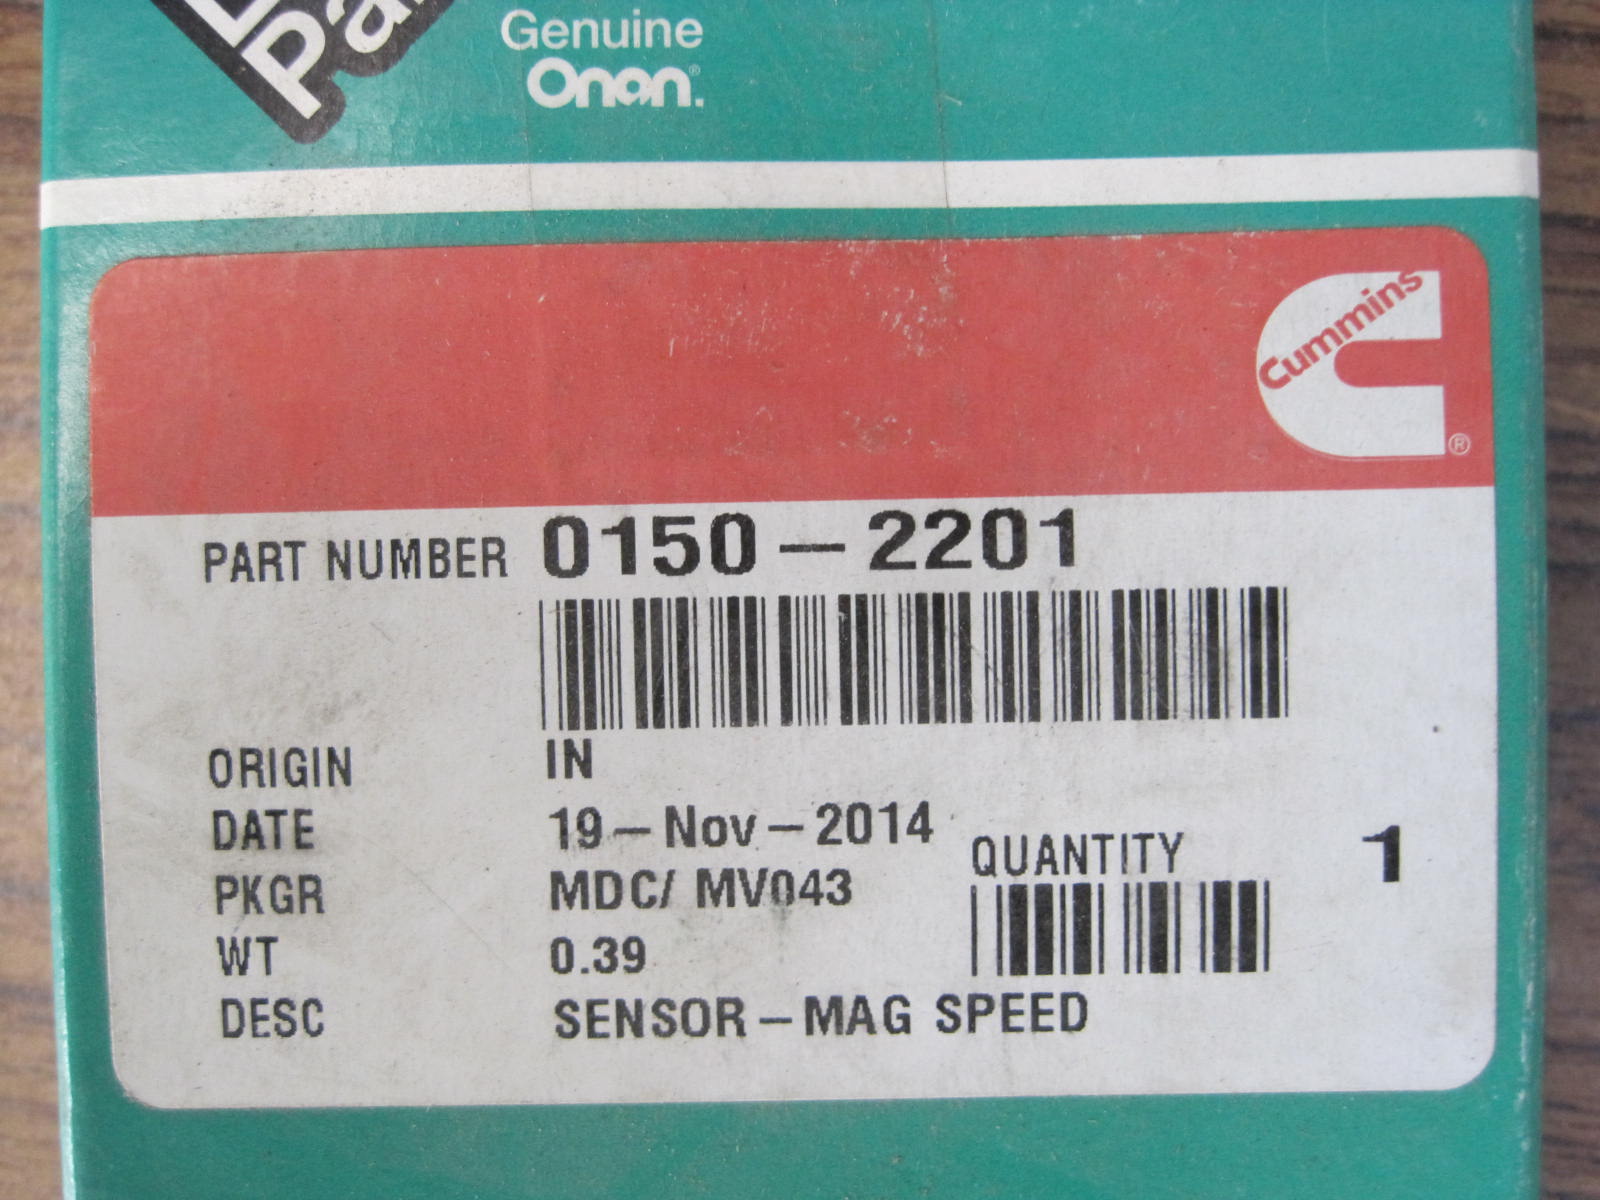 Genuine
Onan®
Cummins
®
PART NUMBER 0150-2201
ORIGIN IN
DATE 19-Nov-2014
QUANTITY 1
PKGR MDC/ MV043
WT 0.39
DESC SENSOR-MAG SPEED